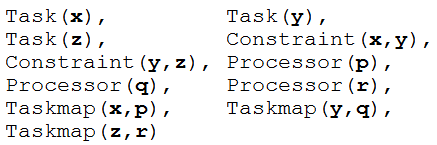 Task(x), Task(y),
Task(z), Constraint(x,y),
Constraint(y,z), Processor(p),
Processor(q), Processor(r),
Taskmap(x,p), Taskmap(y,q),
Taskmap(z,r)